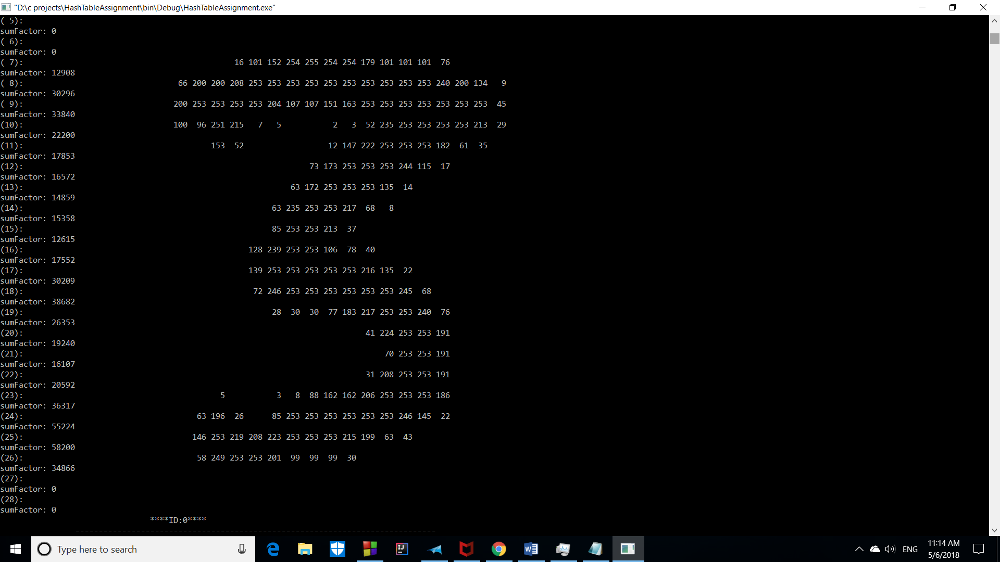 "D:\c projects\HashTableAssignment\bin\Debug\HashTableAssignment.exe"
( 5):
sumFactor: 0
( 6):
sumFactor: 0
( 7): 16 101 152 254 255 254 254 179 101 101 101 76
sumFactor: 12908
( 8): 66 200 200 208 253 253 253 253 253 253 253 253 253 253 240 200 134 9
sumFactor: 30296
( 9): 200 253 253 253 253 204 107 107 151 163 253 253 253 253 253 253 253 45
sumFactor: 33840
(10): 100 96 251 215 7 5 2 3 52 235 253 253 253 253 213 29
sumFactor: 22200
(11): 153 52 12 147 222 253 253 253 182 61 35
sumFactor: 17853
(12): 73 173 253 253 253 244 115 17
sumFactor: 16572
(13): 63 172 253 253 253 135 14
sumFactor: 14859
(14): 63 235 253 253 217 68 8
sumFactor: 15358
(15): 85 253 253 213 37
sumFactor: 12615
(16): 128 239 253 253 106 78 40
sumFactor: 17552
(17): 139 253 253 253 253 253 216 135 22
sumFactor: 30209
(18): 72 246 253 253 253 253 253 253 245 68
sumFactor: 38682
(19): 28 30 30 77 183 217 253 253 240 76
sumFactor: 26353
(20): 41 224 253 253 191
sumFactor: 19240
(21): 70 253 253 191
sumFactor: 16107
(22): 31 208 253 253 191
sumFactor: 20592
(23): 5 3 8 88 162 162 206 253 253 253 186
sumFactor: 36317
(24): 63 196 26 85 253 253 253 253 253 253 246 145 22
sumFactor: 55224
(25): 146 253 219 208 223 253 253 253 215 199 63 43
sumFactor: 58200
(26): 58 249 253 253 201 99 99 99 30
sumFactor: 34866
(27):
sumFactor: 0
(28):
sumFactor: 0
****ID:0****
-----------------------------------------------------------------------------
Type here to search
ENG
11:14 AM
5/6/2018